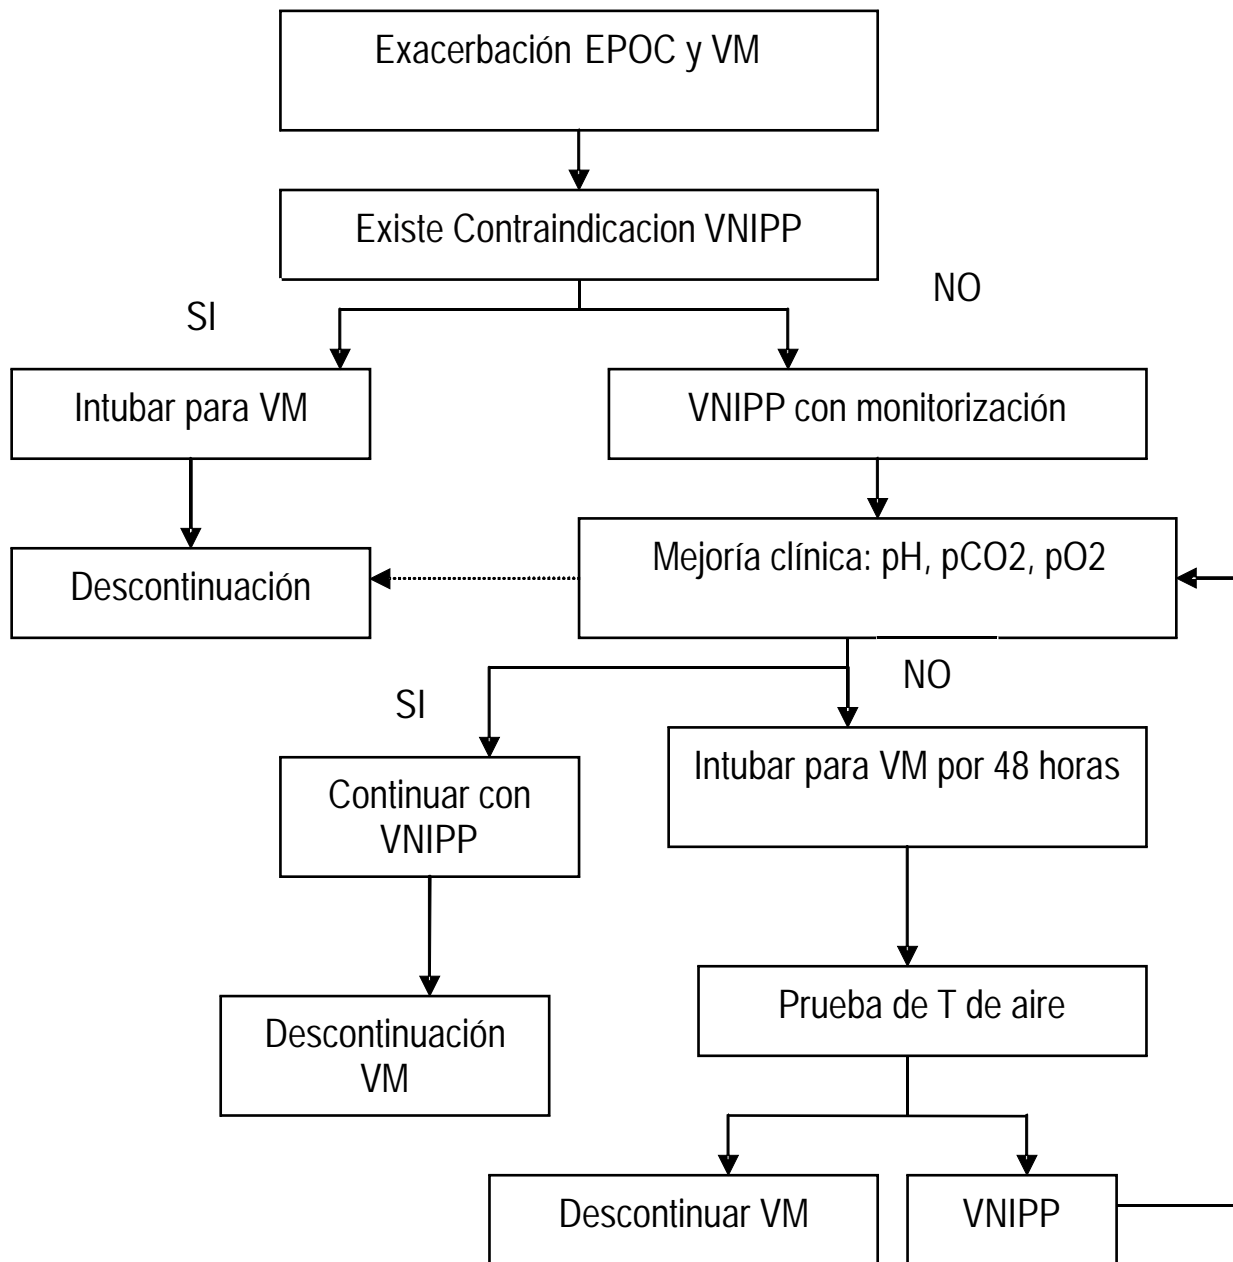 Exacerbación EPOC y VM
Existe Contraindicacion VNIPP
SI
NO
Intubar para VM
VNIPP con monitorización
Descontinuación
Mejoría clínica: pH, pCO2, pO2
SI
NO
Continuar con
VNIPP
Intubar para VM por 48 horas
Descontinuación
VM
Prueba de T de aire
Descontinuar VM
VNIPP